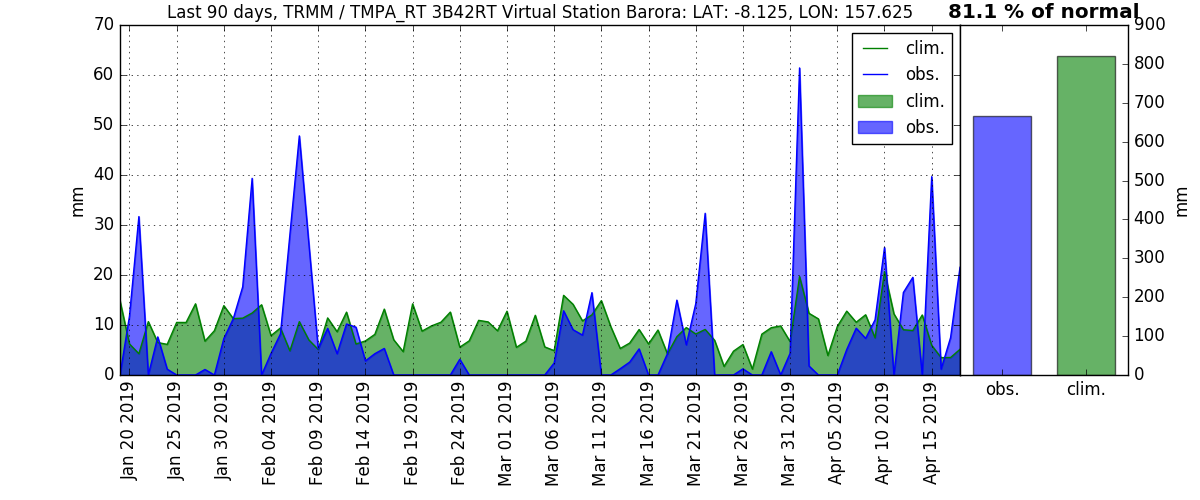 Last 90 days, TRMM / TMPA_RT 3B42RT Virtual Station Barora: LAT: -8.125, LON: 157.625
81.1 % of normal
mm
70
60
50
40
30
20
10
0
clim.
obs.
clim.
obs.
Jan 20 2019
Jan 25 2019
Jan 30 2019
Feb 04 2019
Feb 09 2019
Feb 14 2019
Feb 19 2019
Feb 24 2019
Mar 01 2019
Mar 06 2019
Mar 11 2019
Mar 16 2019
Mar 21 2019
Mar 26 2019
Mar 31 2019
Apr 05 2019
Apr 10 2019
Apr 15 2019
900
800
700
600
500
400
300
200
100
0
mm
obs.
clim.